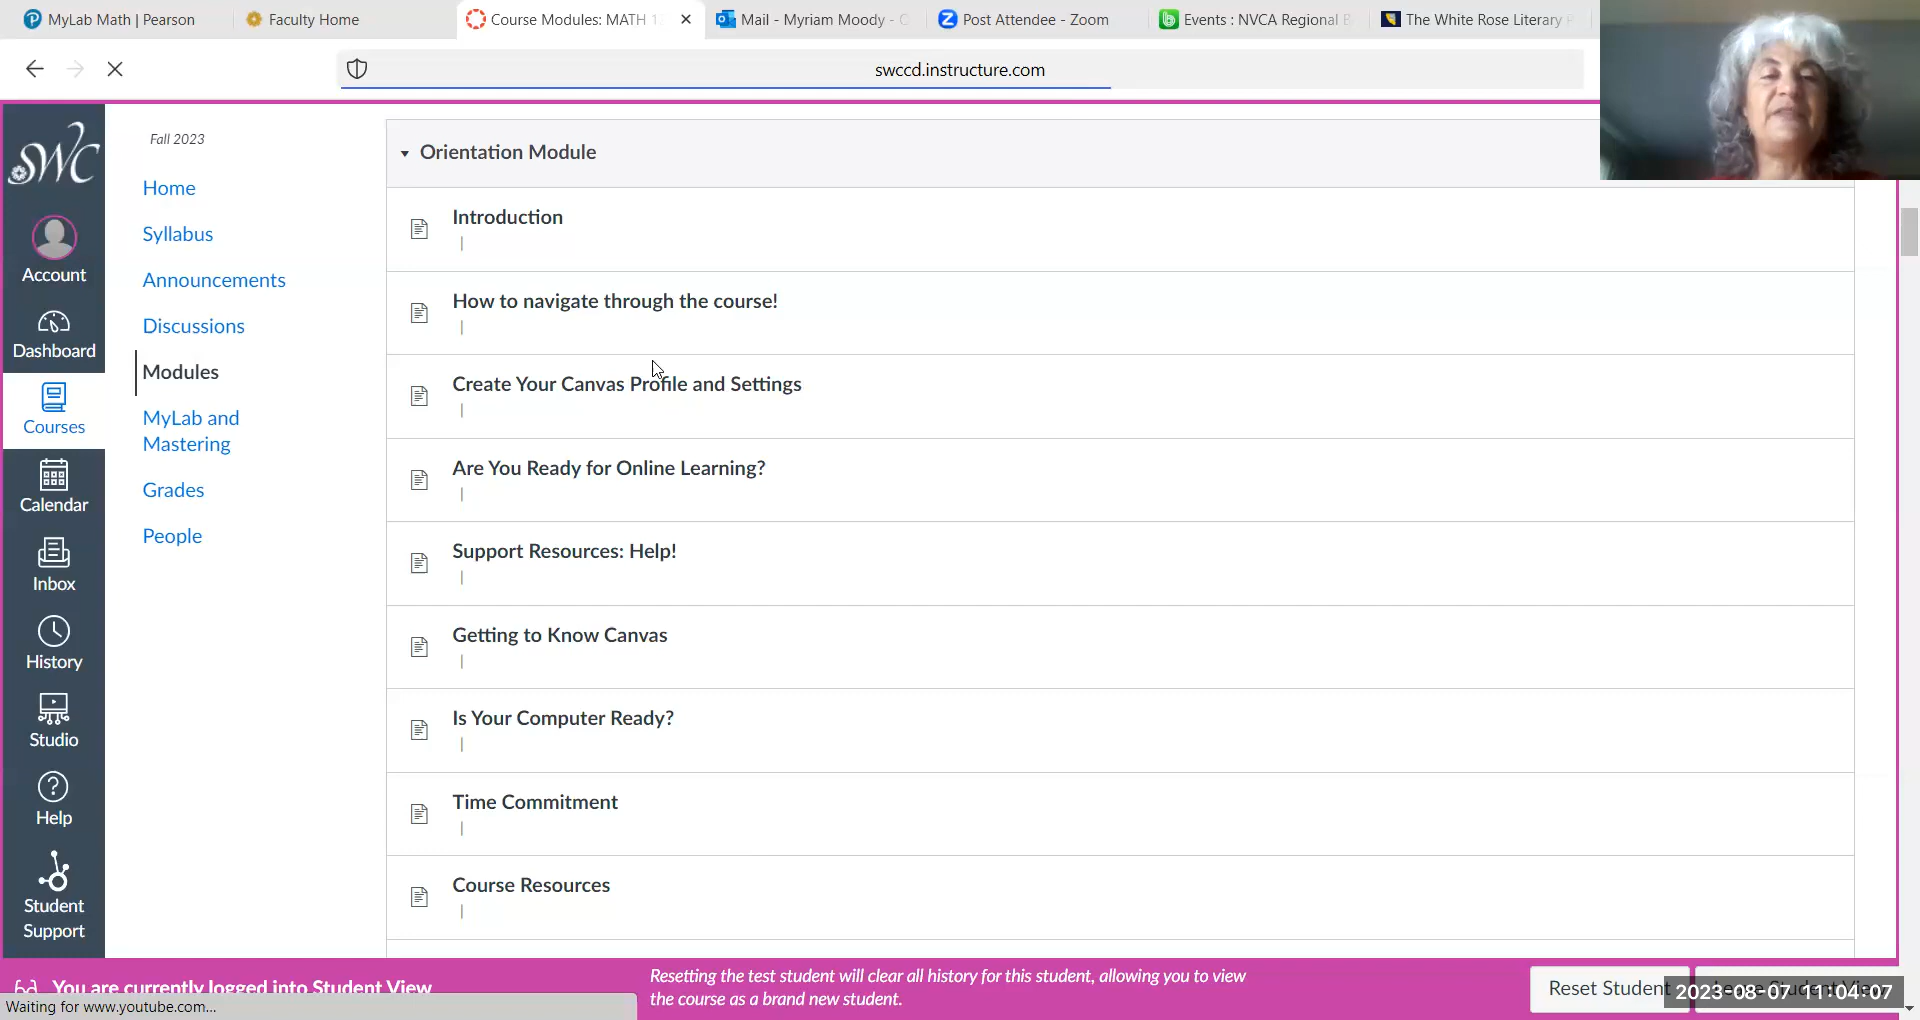 MyLab Math | Pearson
Faculty Home
Course Modules: MATH 1
Mail - Myriam Moody -
Post Attendee - Zoom
Events : NVCA Regional B
The White Rose Literary
swccd.instructure.com
SWC
Account
Dashboard
Courses
Calendar
Inbox
History
Studio
Help
Student
Support
Fall 2023
Home
Syllabus
Announcements
Discussions
Modules
MyLab and
Mastering
Grades
People
Orientation Module
Introduction
|
How to navigate through the course!
|
Create Your Canvas Profile and Settings
|
Are You Ready for Online Learning?
|
Support Resources: Help!
|
Getting to Know Canvas
|
Is Your Computer Ready?
|
Time Commitment
|
Course Resources
|
You are currently logged into Student View
Resetting the test student will clear all history for this student, allowing you to view
the course as a brand new student.
Reset Student
2023-08-07 11:04:07
Waiting for www.youtube.com...